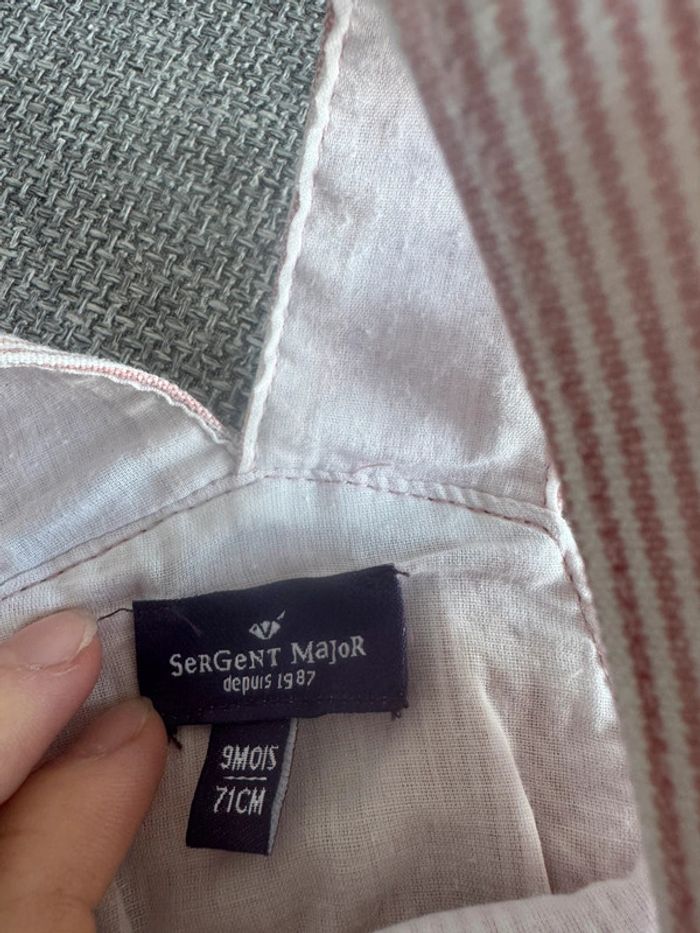 SeRGeNT MaJoR
depuis 1987
9MOIS
71CM